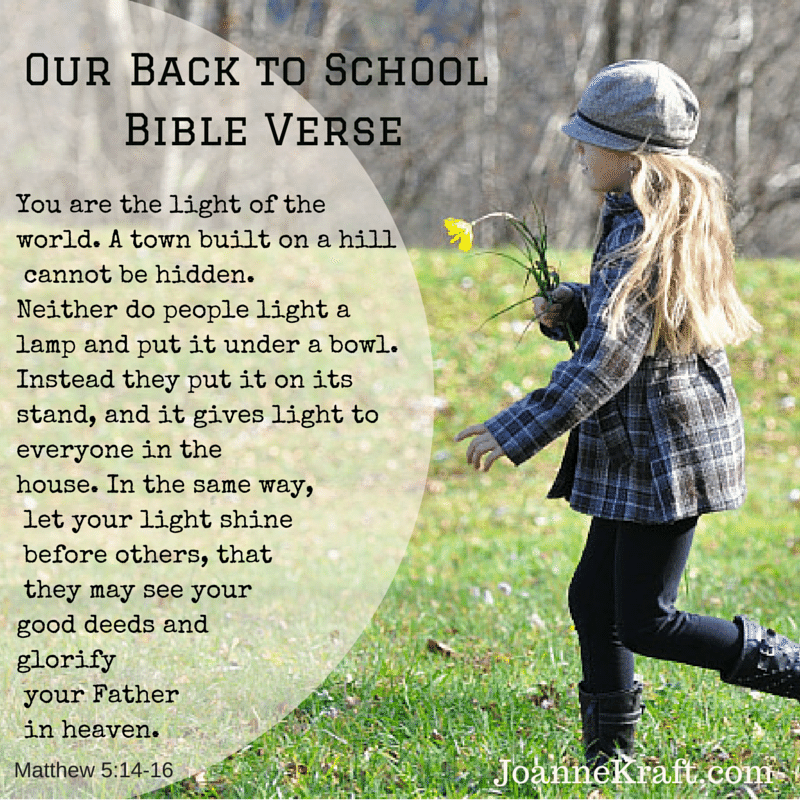 Our Back to School
Bible Verse
You are the light of the
world. A town built on a hill
cannot be hidden.
Neither do people light a
lamp and put it under a bowl.
Instead they put it on its
stand, and it gives light to
everyone in the
house. In the same way,
let your light shine
before others, that
they may see your
good deeds and
glorify
your Father
in heaven.
Matthew 5:14-16
JoanneKraft.com